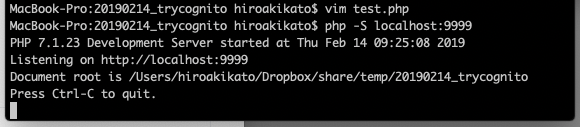 MacBook-Pro:20190214_trycognito hiroakikato$ vim test.php
MacBook-Pro:20190214_trycognito hiroakikato$ php -S localhost:9999
PHP 7.1.23 Development Server started at Thu Feb 14 09:25:08 2019
Listening on http://localhost:9999
Document root is /Users/hiroakikato/Dropbox/share/temp/20190214_trycognito
Press Ctrl-C to quit.